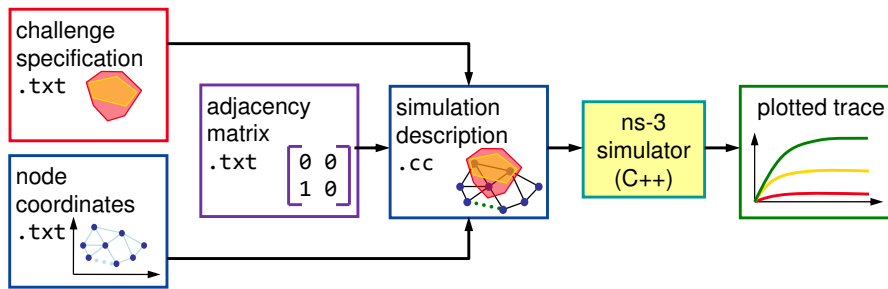 challenge
specification
.txt
node
coordinates
.txt
adjacency
matrix
.txt
0 0
1 0
simulation
description
.cc
ns-3
simulator
(C++)
plotted trace